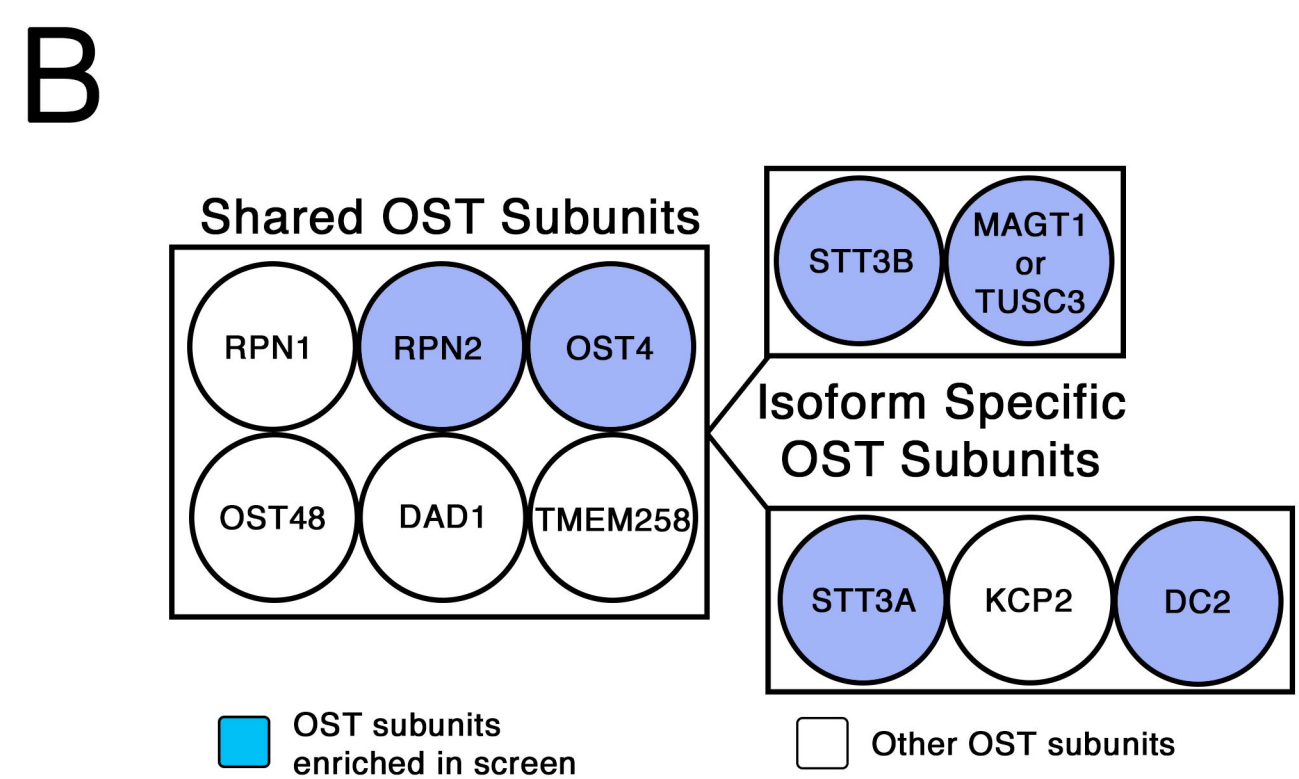 B
Shared OST Subunits
RPN1
RPN2
OST4
OST48
DAD1
TMEM258
STT3B
MAGT1
or
TUSC3
Isoform Specific
OST Subunits
STT3A
KCP2
DC2
OST subunits
enriched in screen
Other OST subunits